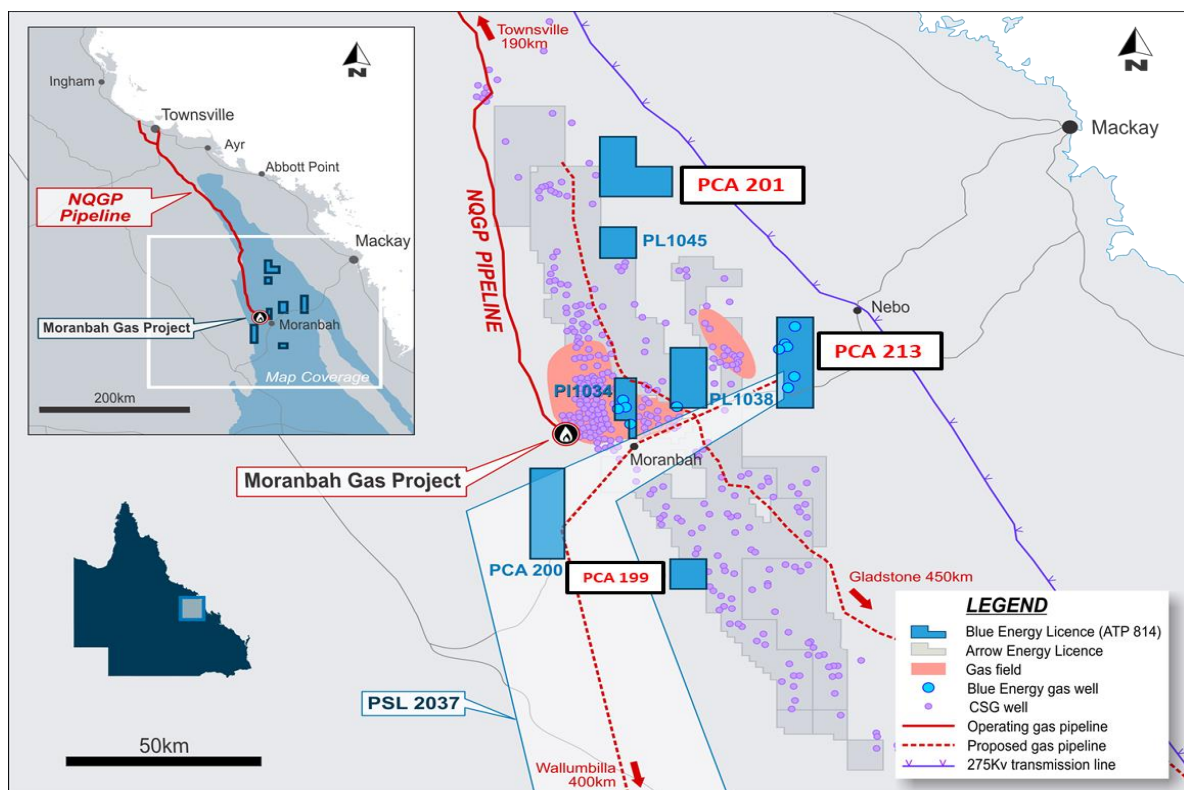 N
Ingham
Townsville
Ayr
Abbott Point
NQGP
Pipeline
Mackay
Moranbah Gas Project
Moranbah
Map Coverage
200km
Townsville
190km
N
Mackay
PCA 201
NQGP PIPELINE
PL1045
Nebo
PCA 213
Pl1034
PL1038
Moranbah
Moranbah Gas Project
PCA 200
PCA 199
Gladstone 450km
PSL 2037
50km
Wallumbilla
400km
LEGEND
Blue Energy Licence (ATP 814)
Arrow Energy Licence
Gas field
Blue Energy gas well
CSG well
Operating gas pipeline
Proposed gas pipeline
275Kv transmission line